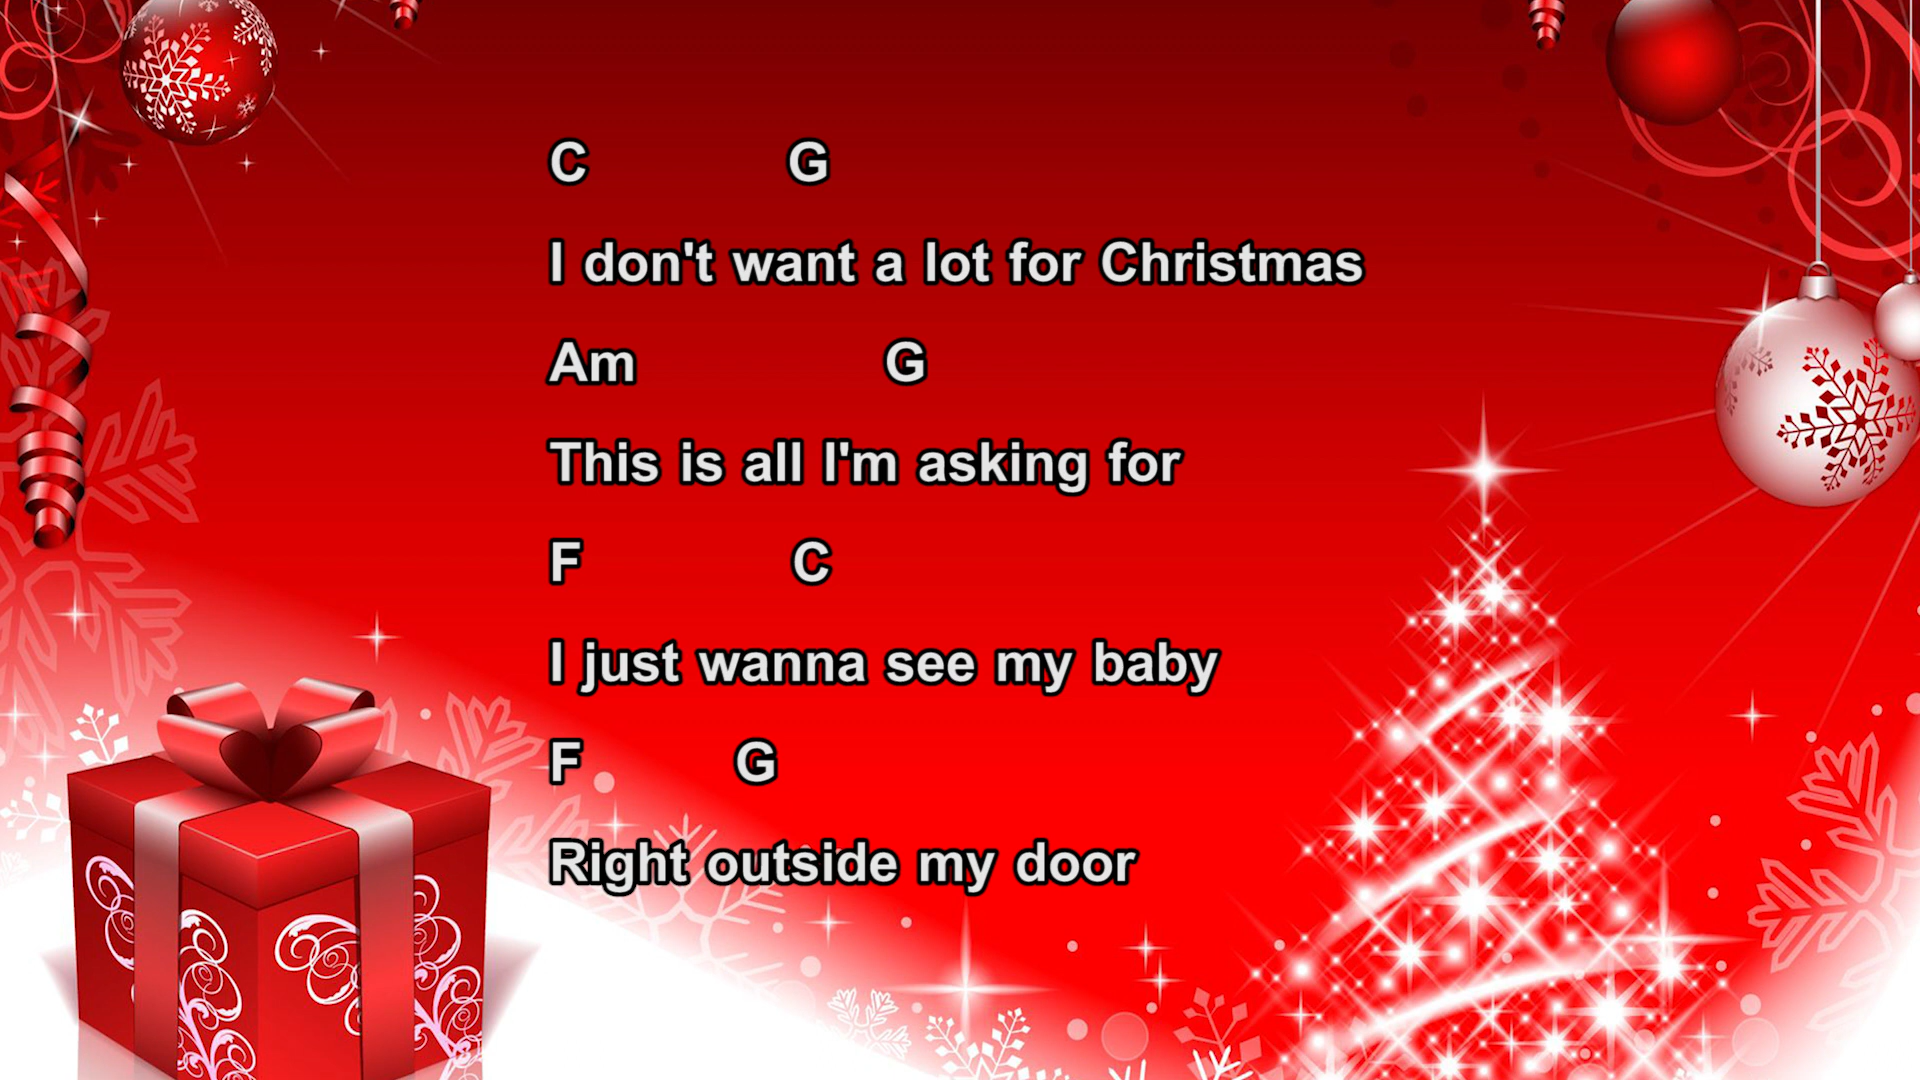 C G
I don't want a lot for Christmas
Am G
This is all I'm asking for
F C
I just wanna see my baby
F G
Right outside my door